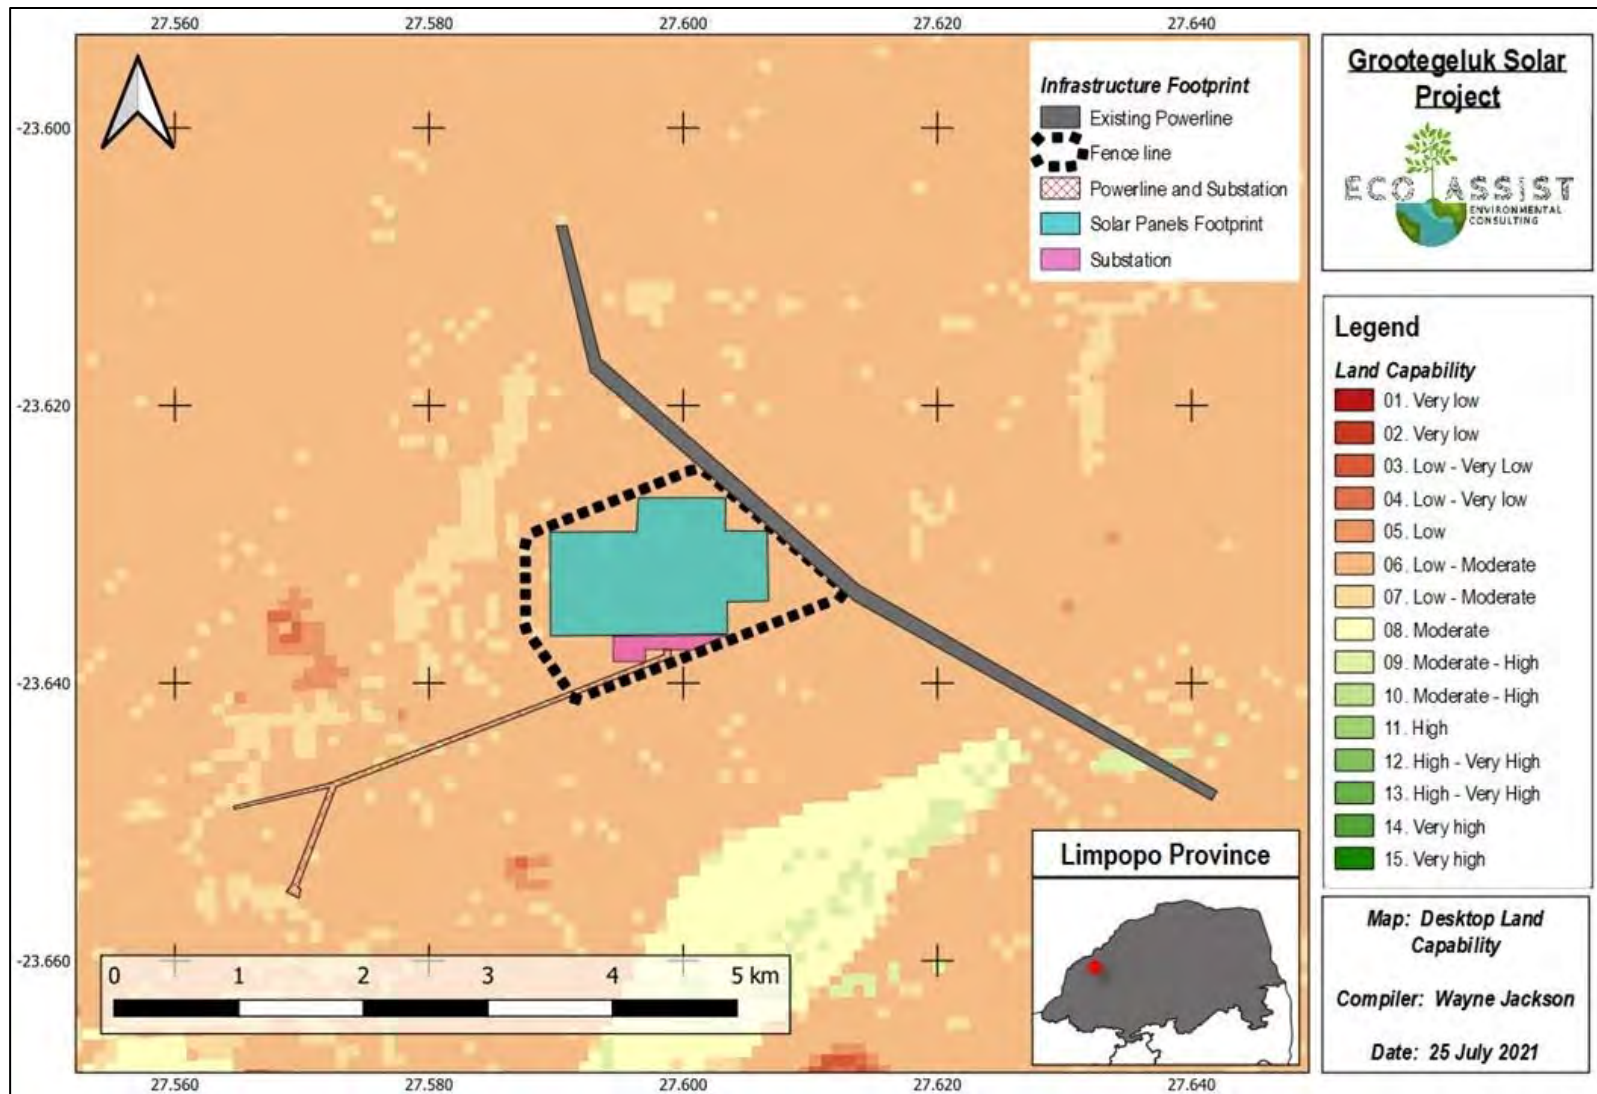 27.560 27.580 27.600 27.620 27.640
-23.600
-23.620
-23.640
-23.660
Infrastructure Footprint
Existing Powerline
Fence line
Powerline and Substation
Solar Panels Footprint
Substation
0 1 2 3 4 5 km
Limpopo Province
27.560 27.580 27.600 27.620 27.640
Grootegeluk Solar
Project
ECO ASSIST
ENVIRONMENTAL
CONSULTING
Legend
Land Capability
01. Very low
02. Very low
03. Low - Very Low
04. Low - Very low
05. Low
06. Low - Moderate
07. Low - Moderate
08. Moderate
09. Moderate - High
10. Moderate - High
11. High
12. High - Very High
13. High - Very High
14. Very high
15. Very high
Map: Desktop Land
Capability
Compiler: Wayne Jackson
Date: 25 July 2021